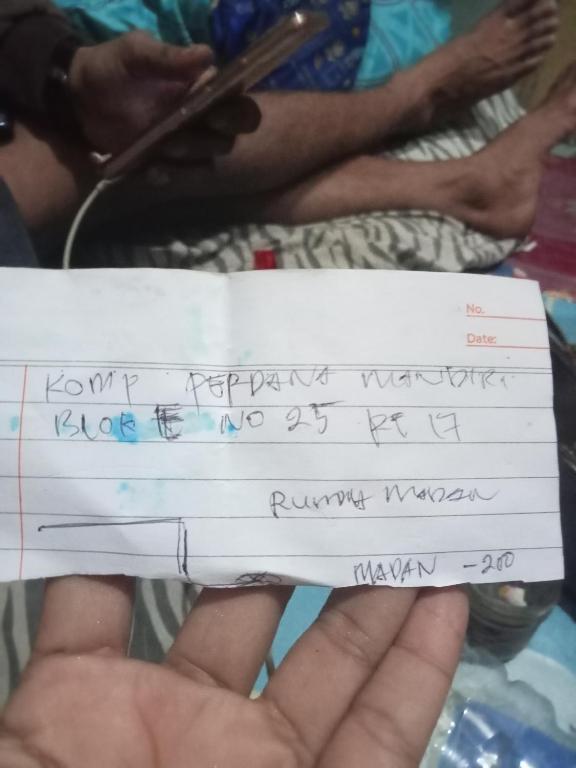 No.
Date:
KOMP PERDANA MANDIRI
BLOK E NO 25 RT 17
RUMAH MADAN
MADAN -200